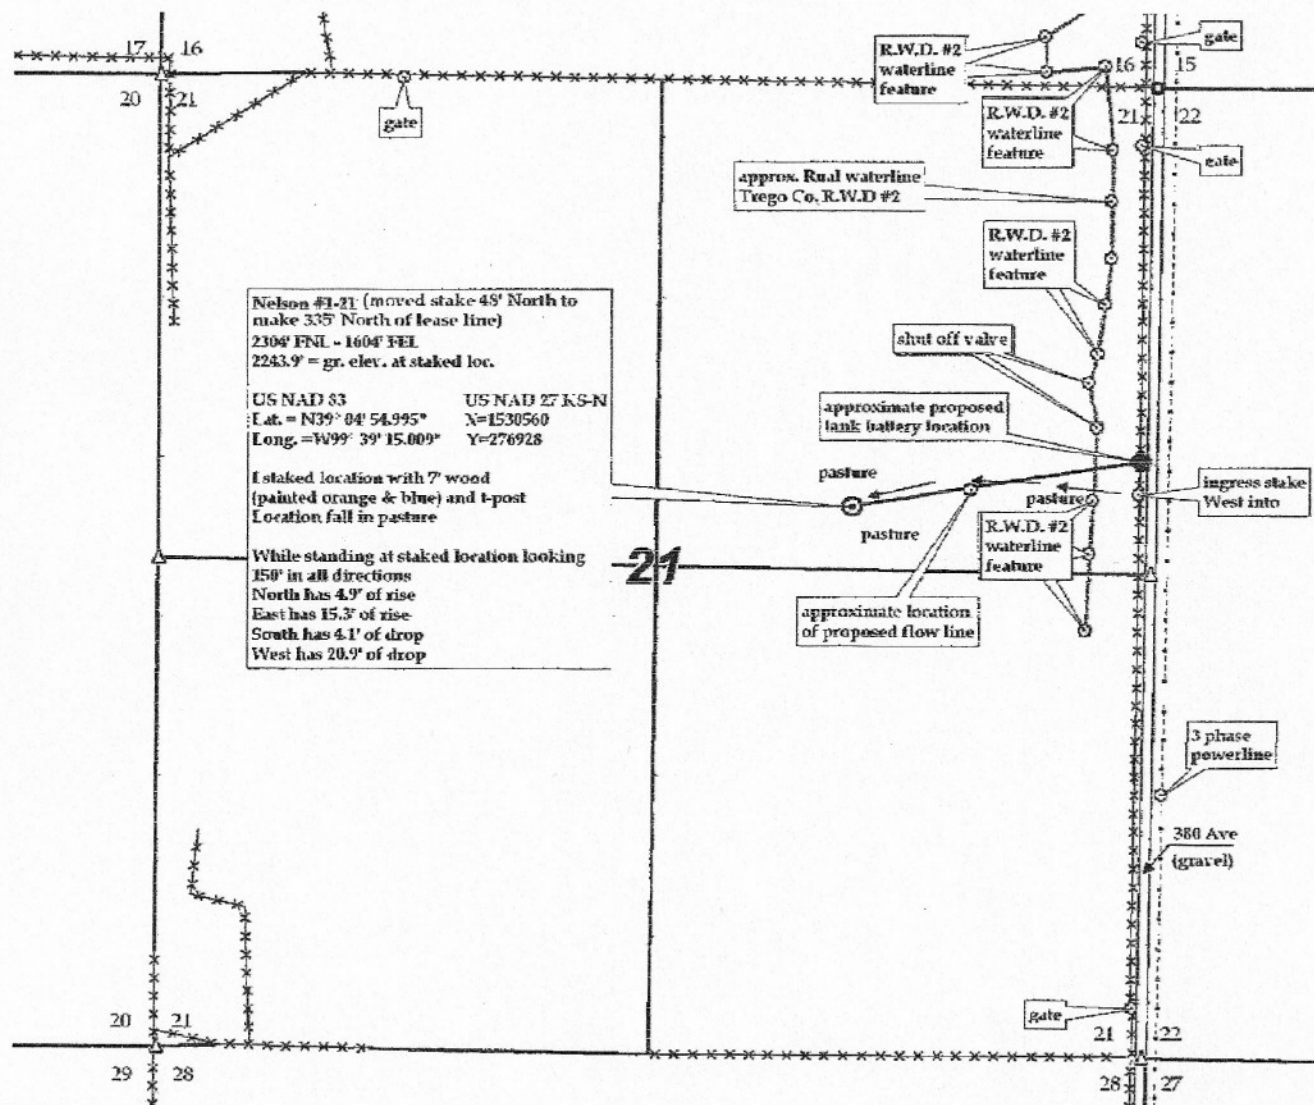 17
16
20
21
gate
R.W.D. #2
waterline
feature
16
15
gate
R.W.D. #2
waterline
feature
21
22
gate
approx. Rual waterline
Trego Co. R.W.D #2
R.W.D. #2
waterline
feature
Nelson #1-21 (moved stake 48' North to
make 335' North of lease line)
2304' FNL - 1604' FEL
2243.9' = gr. elev. at staked loc.
US NAD 83
US NAD 27 KS-N
Lat. = N39° 04' 54.995"
X=1530560
Long. =W99° 39' 15.009"
Y=276928
I staked location with 7' wood
(painted orange & blue) and t-post
Location fall in pasture
While standing at staked location looking
150' in all directions
North has 4.9' of rise
East has 15.3' of rise
South has 4.1' of drop
West has 20.9' of drop
shut off valve
approximate proposed
tank battery location
pasture
pasture
pasture
ingress stake
West into
R.W.D. #2
waterline
feature
21
approximate location
of proposed flow line
3 phase
powerline
380 Ave
(gravel)
gate
20
21
29
28
21
22
28
27